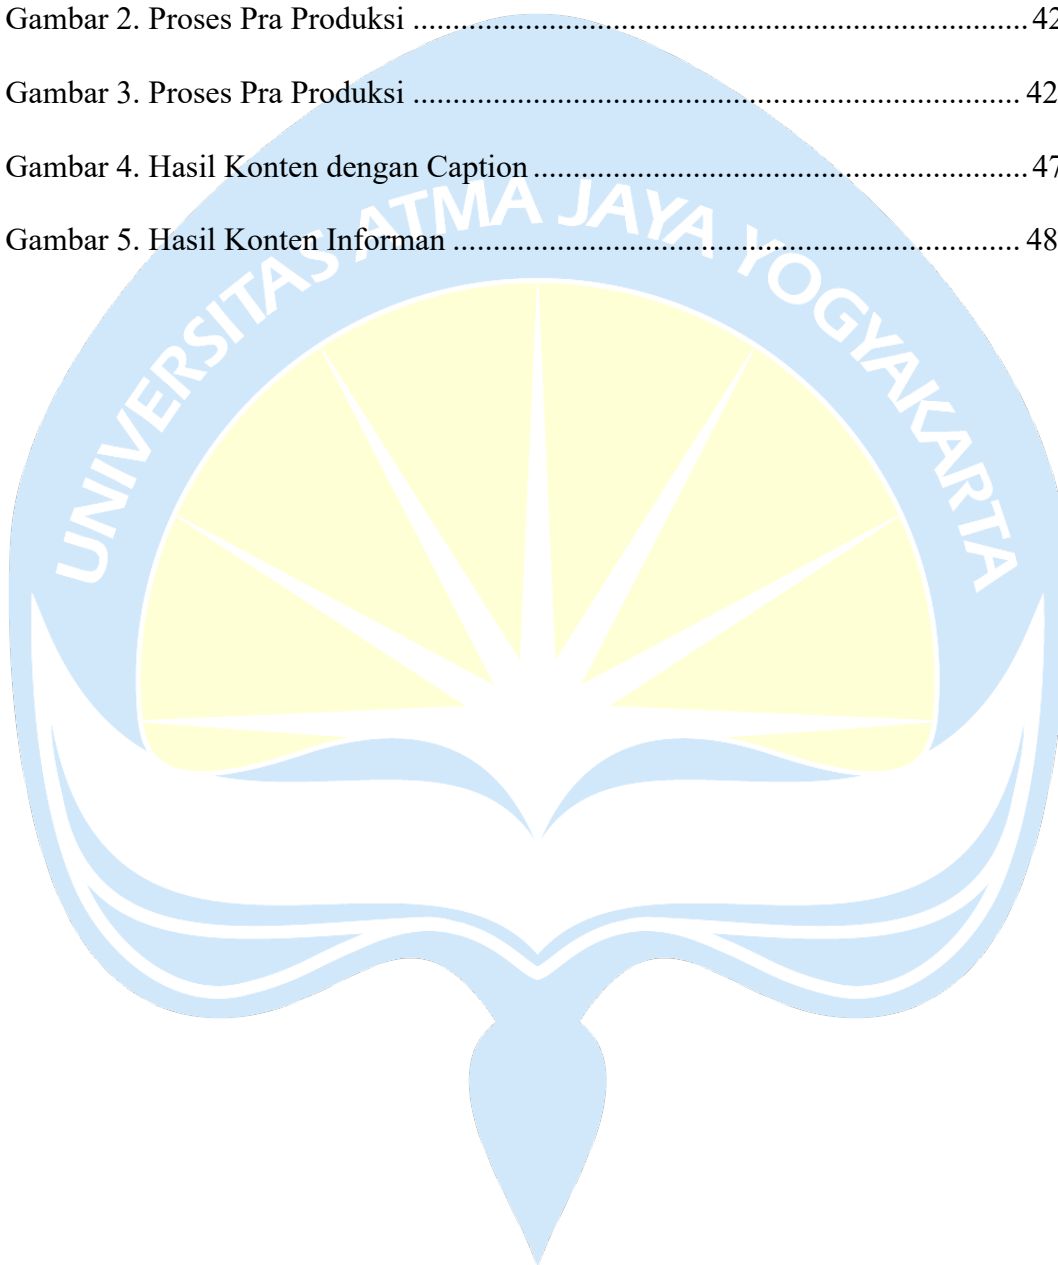 Gambar 2. Proses Pra Produksi ............................................................................. 42
Gambar 3. Proses Pra Produksi ............................................................................ 42
Gambar 4. Hasil Konten dengan Caption .............................................................. 47
Gambar 5. Hasil Konten Informan ....................................................................... 48
UNIVERSITAS ATMA JAYA YOGYAKARTA